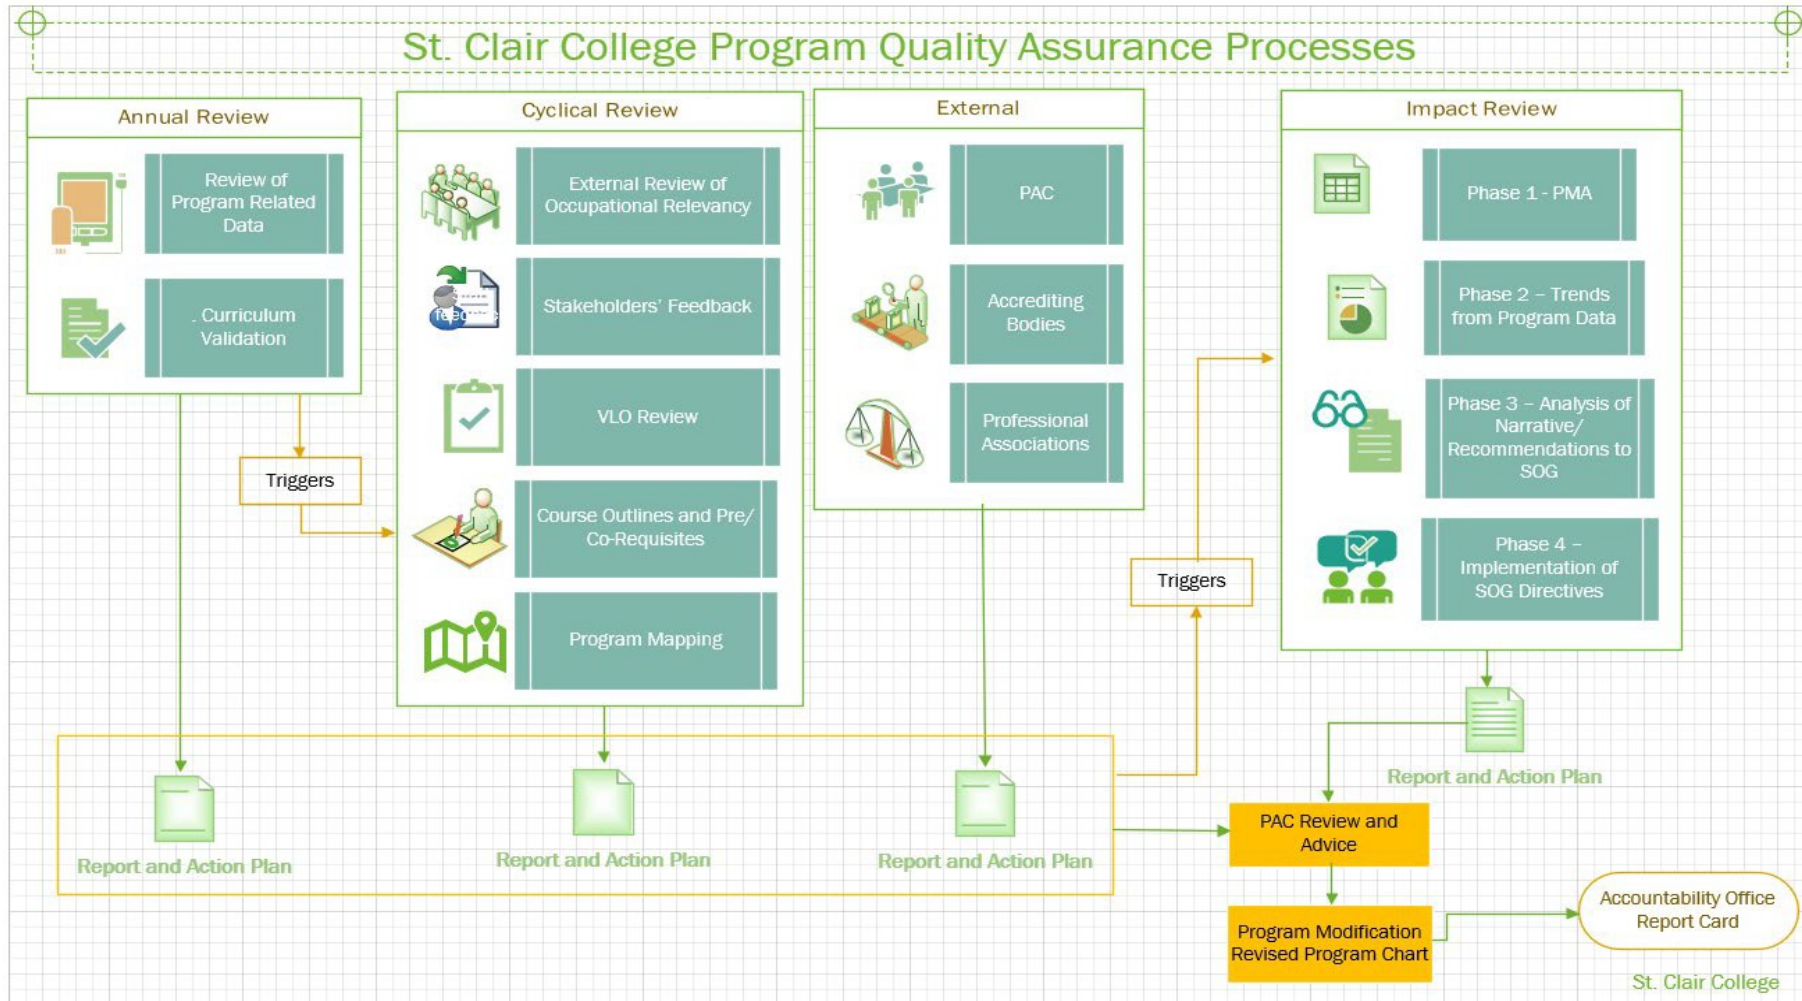 St. Clair College Program Quality Assurance Processes
Annual Review
Review of
Program Related
Data
. Curriculum
Validation
Triggers
Cyclical Review
External Review of
Occupational Relevancy
feedbac
Stakeholders' Feedback
VLO Review
Course Outlines and Pre/
Co-Requisites
Program Mapping
External
PAC
Accrediting
Bodies
Professional
Associations
Triggers
Impact Review
Phase 1 - PMA
Phase 2 – Trends
from Program Data
Phase 3 – Analysis of
Narrative/
Recommendations to
SOG
Phase 4 –
Implementation of
SOG Directives
Report and Action Plan
Report and Action Plan
Report and Action Plan
Report and Action Plan
PAC Review and
Advice
Program Modification
Revised Program Chart
Accountability Office
Report Card
St. Clair College